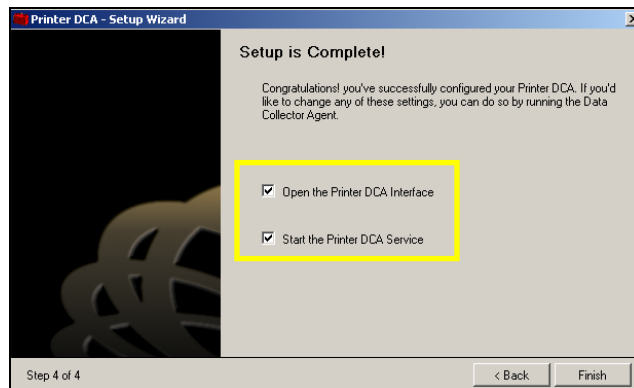 Printer DCA - Setup Wizard
Setup is Complete!
Congratulations! you've successfully configured your Printer DCA. If you'd
like to change any of these settings, you can do so by running the Data
Collector Agent.
Open the Printer DCA Interface
Start the Printer DCA Service
Step 4 of 4
< Back
Finish